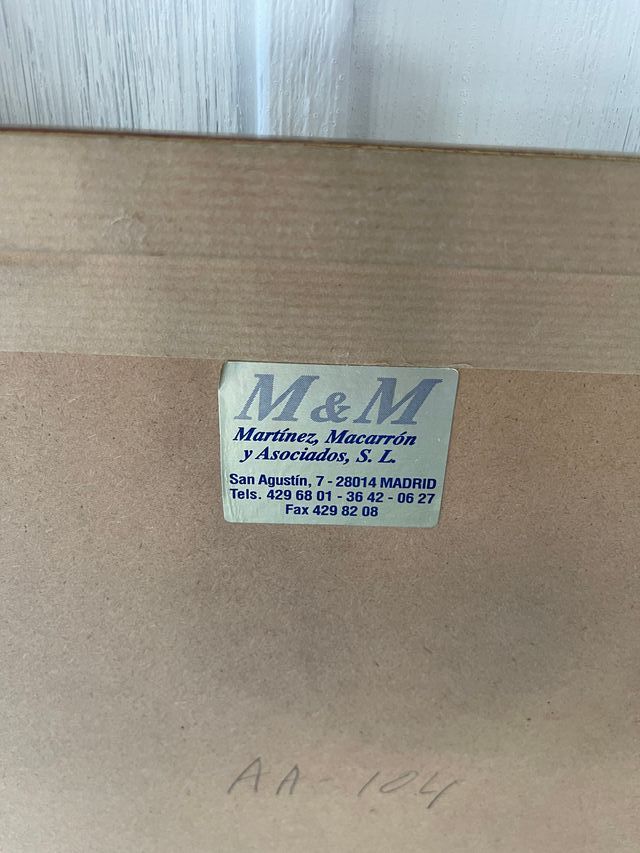 M & M
Martínez, Macarrón
y Asociados, S. L.
San Agustín, 7 - 28014 MADRID
Tels. 429 68 01 - 36 42 - 06 27
Fax 429 82 08
AA-104